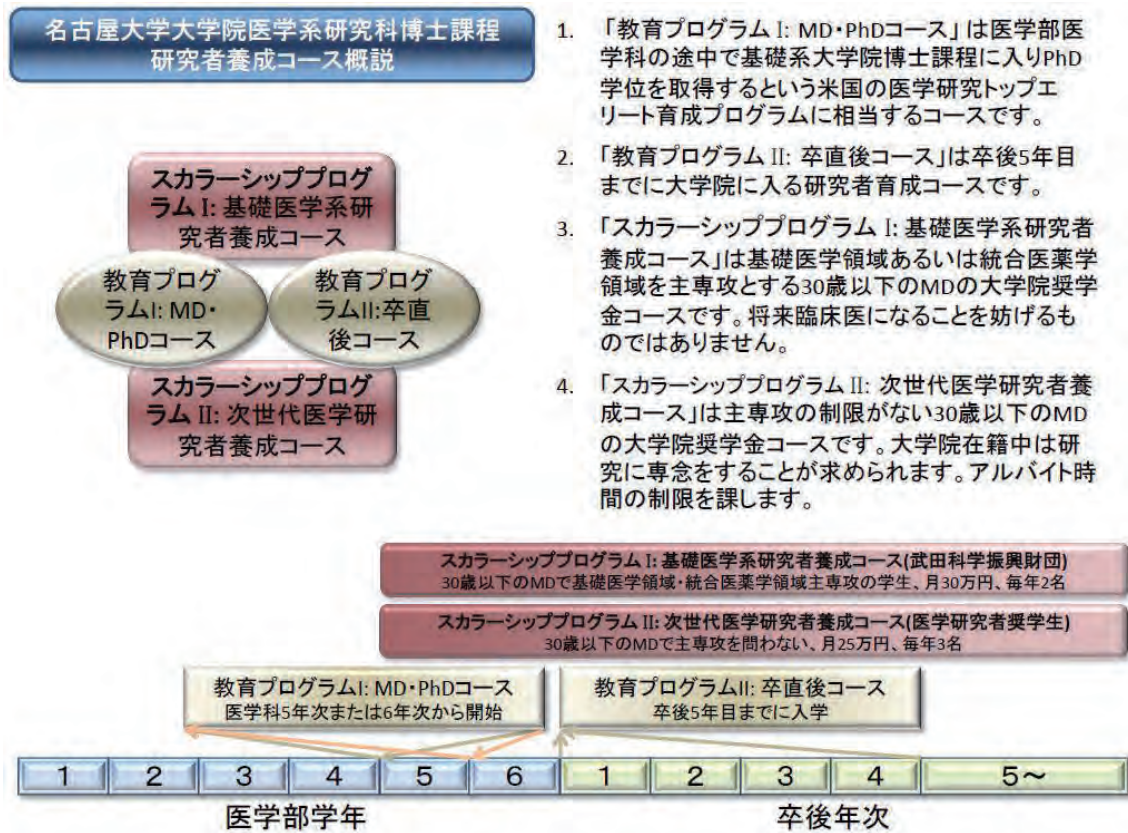 名古屋大学大学院医学系研究科博士課程
研究者養成コース概説
スカラーシッププログ
ラム I: 基礎医学系研
究者養成コース
教育プログ
ラムI: MD・
PhDコース
教育プログ
ラムII:卒直
後コース
スカラーシッププログ
ラム II: 次世代医学研
究者養成コース
1. 「教育プログラム I: MD・PhDコース」は医学部医
学科の途中で基礎系大学院博士課程に入りPhD
学位を取得するという米国の医学研究トップエ
リート育成プログラムに相当するコースです。
2. 「教育プログラム II: 卒直後コース」は卒後5年目
までに大学院に入る研究者育成コースです。
3. 「スカラーシッププログラム I: 基礎医学系研究者
養成コース」は基礎医学領域あるいは統合医薬学
領域を主専攻とする30歳以下のMDの大学院奨学
金コースです。将来臨床医になることを妨げるも
のではありません。
4. 「スカラーシッププログラム II: 次世代医学研究者養
成コース」は主専攻の制限がない30歳以下のMD
の大学院奨学金コースです。大学院在籍中は研
究に専念をすることが求められます。アルバイト時
間の制限を課します。
スカラーシッププログラム I: 基礎医学系研究者養成コース(武田科学振興財団)
30歳以下のMDで基礎医学領域・統合医薬学領域主専攻の学生、月30万円、毎年2名
スカラーシッププログラム II: 次世代医学研究者養成コース(医学研究者奨学生)
30歳以下のMDで主専攻を問わない、月25万円、毎年3名
教育プログラムI: MD・PhDコース
医学科5年次または6年次から開始
教育プログラムII: 卒直後コース
卒後5年目までに入学
1 2 3 4 5 6 1 2 3 4 5～
医学部学年 卒後年次